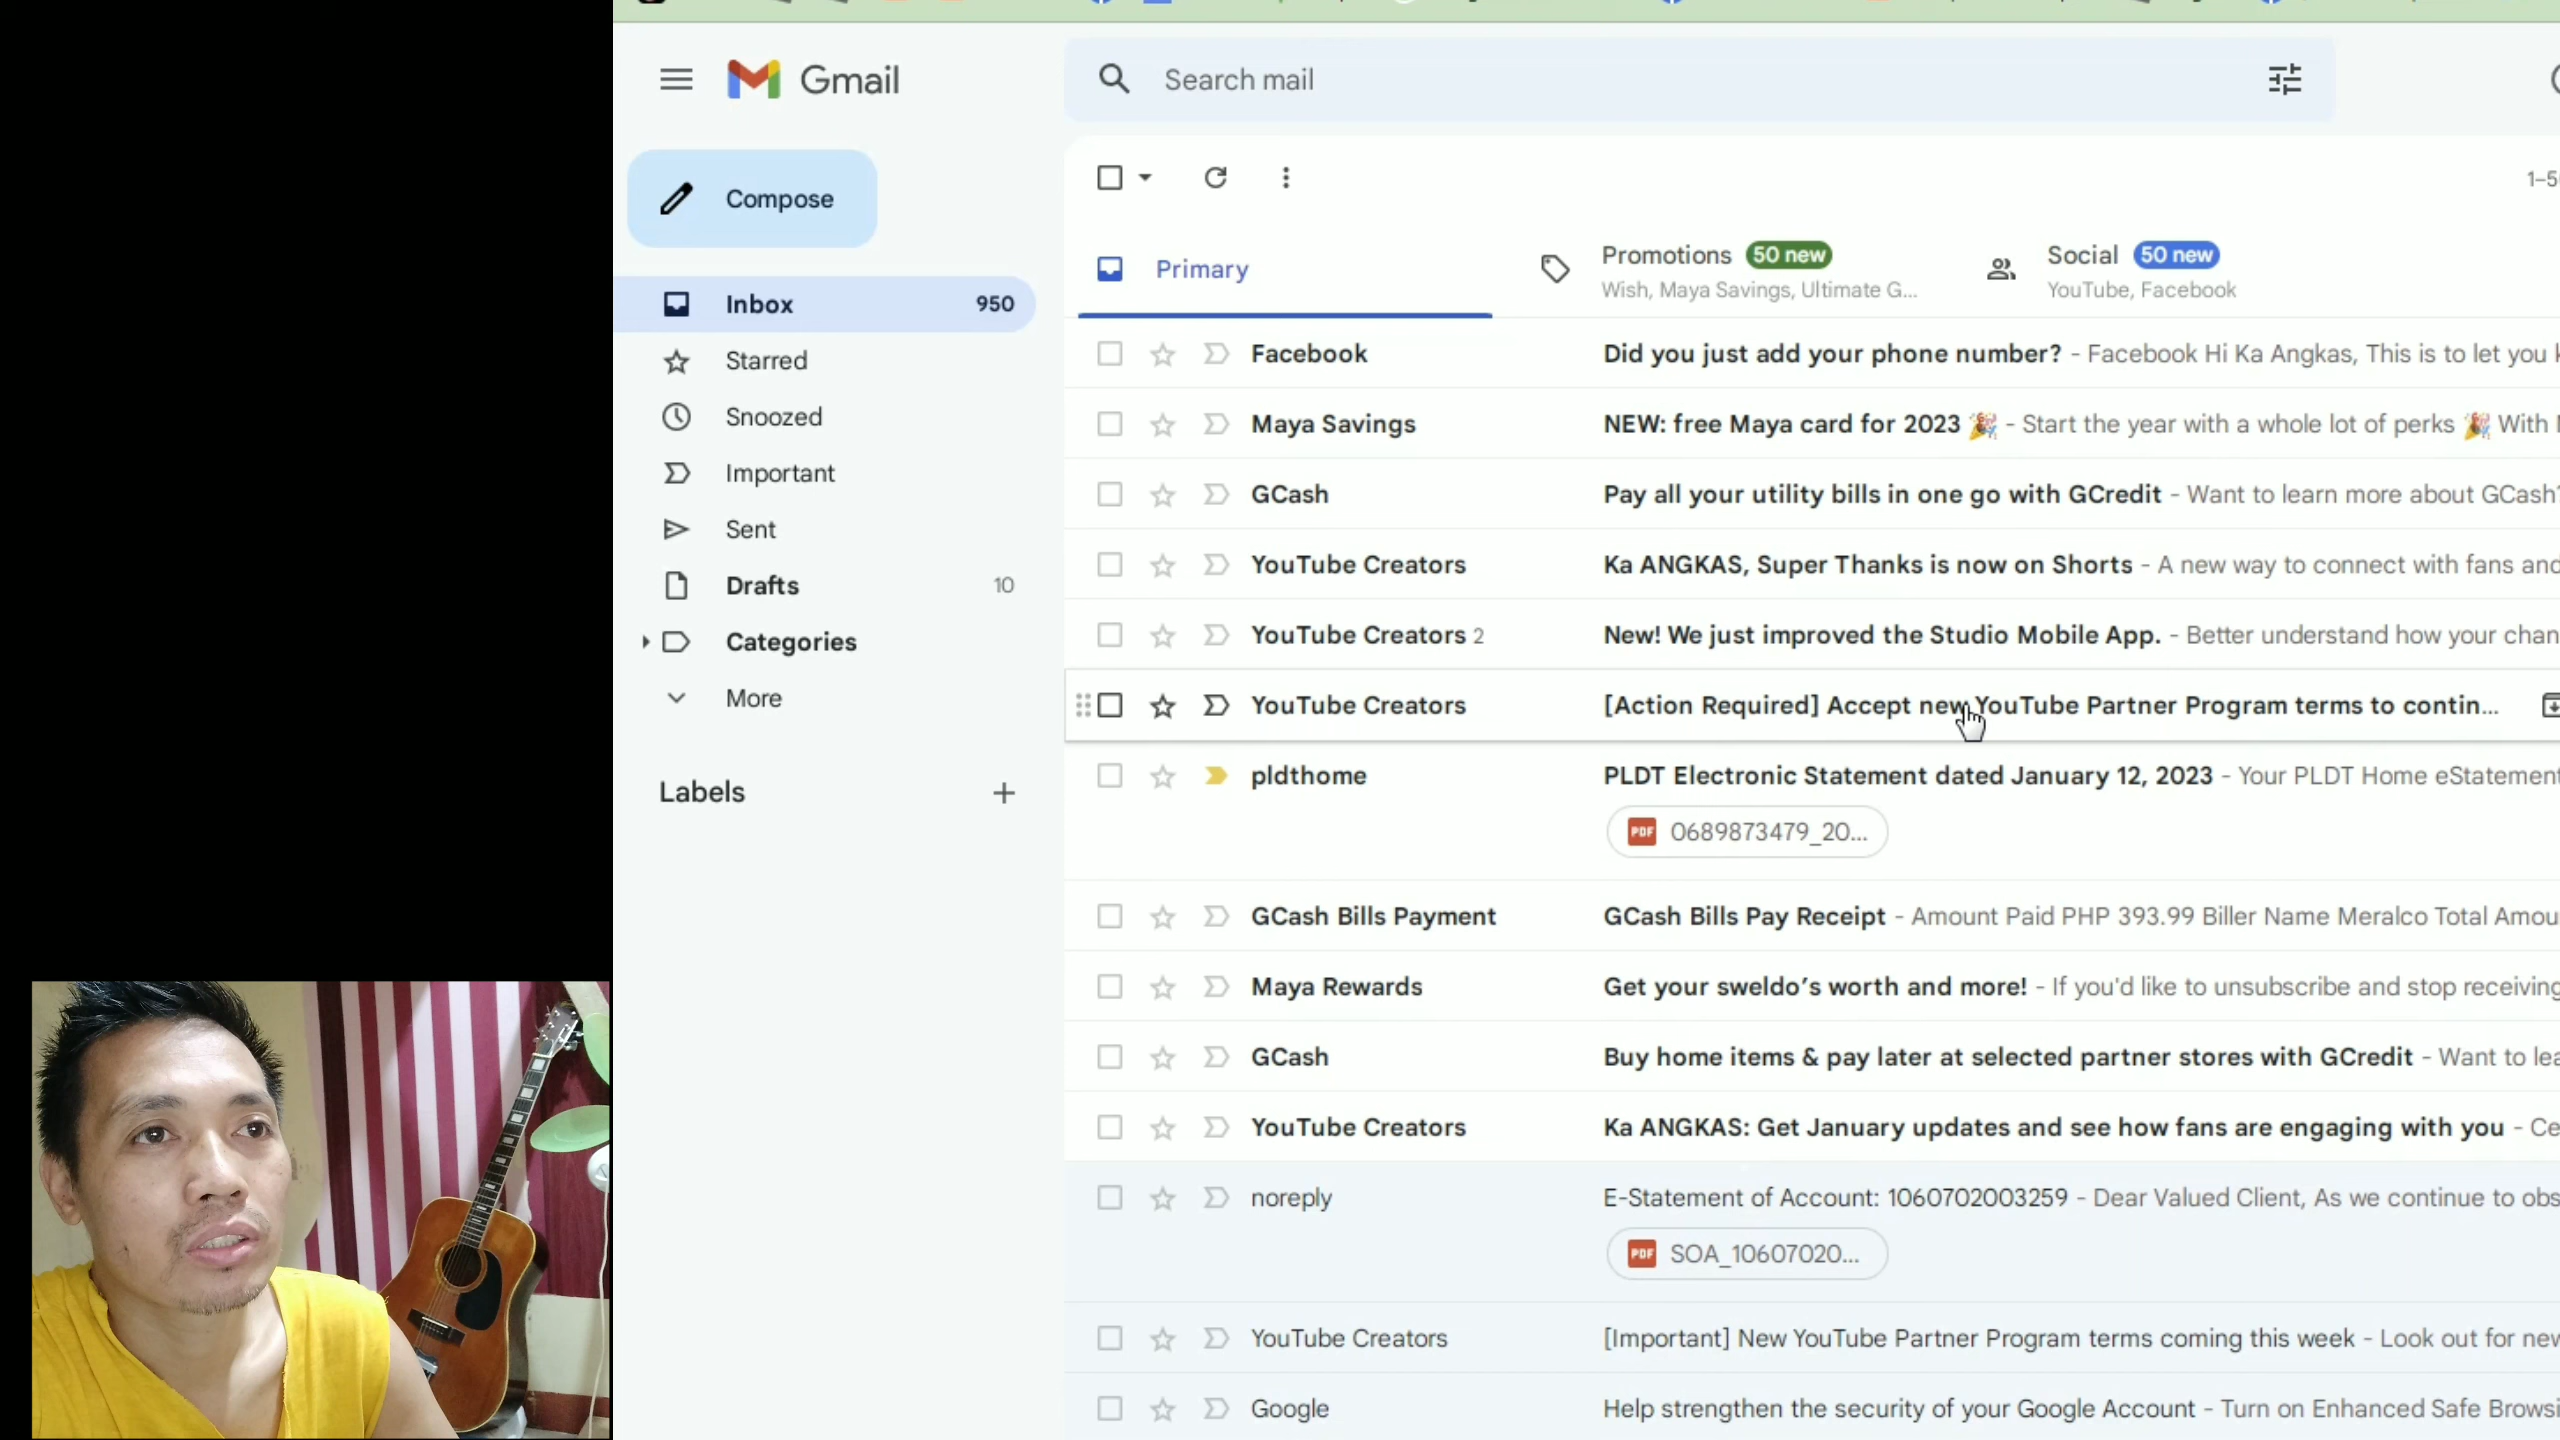 Gmail
Search mail
Compose
1–5
Primary
Promotions 50 new
Wish, Maya Savings, Ultimate G...
Social 50 new
YouTube, Facebook
Inbox 950
Starred
Snoozed
Important
Sent
Drafts 10
Categories
More
Labels
Facebook Did you just add your phone number? - Facebook Hi Ka Angkas, This is to let you
Maya Savings NEW: free Maya card for 2023 🎉 - Start the year with a whole lot of perks 🎉 With
GCash Pay all your utility bills in one go with GCredit - Want to learn more about GCash?
YouTube Creators Ka ANGKAS, Super Thanks is now on Shorts - A new way to connect with fans and
YouTube Creators 2 New! We just improved the Studio Mobile App. - Better understand how your chan
YouTube Creators [Action Required] Accept new YouTube Partner Program terms to contin...
pldthome PLDT Electronic Statement dated January 12, 2023 - Your PLDT Home eStatement
PDF 0689873479_20...
GCash Bills Payment GCash Bills Pay Receipt - Amount Paid PHP 393.99 Biller Name Meralco Total Amou
Maya Rewards Get your sweldo’s worth and more! - If you'd like to unsubscribe and stop receiving
GCash Buy home items & pay later at selected partner stores with GCredit - Want to lea
YouTube Creators Ka ANGKAS: Get January updates and see how fans are engaging with you - Ce
noreply E-Statement of Account: 1060702003259 - Dear Valued Client, As we continue to obs
PDF SOA_10607020...
YouTube Creators [Important] New YouTube Partner Program terms coming this week - Look out for new
Google Help strengthen the security of your Google Account - Turn on Enhanced Safe Browsi